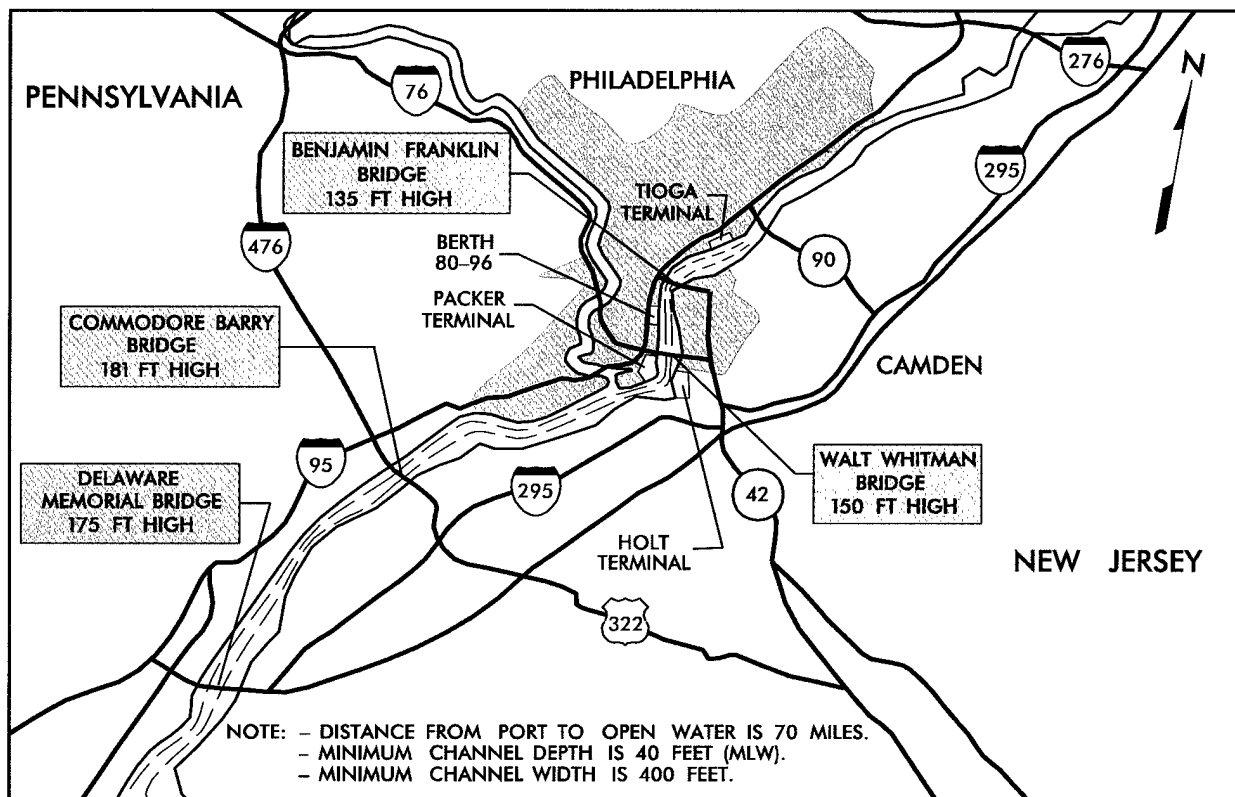 PENNSYLVANIA
76
PHILADELPHIA
276
N
BENJAMIN FRANKLIN
BRIDGE
135 FT HIGH
295
TIOGA
TERMINAL
476
BERTH
80–96
90
PACKER
TERMINAL
COMMODORE BARRY
BRIDGE
181 FT HIGH
CAMDEN
95
DELAWARE
MEMORIAL BRIDGE
175 FT HIGH
295
42
WALT WHITMAN
BRIDGE
150 FT HIGH
HOLT
TERMINAL
NEW JERSEY
322
NOTE: – DISTANCE FROM PORT TO OPEN WATER IS 70 MILES.
– MINIMUM CHANNEL DEPTH IS 40 FEET (MLW).
– MINIMUM CHANNEL WIDTH IS 400 FEET.